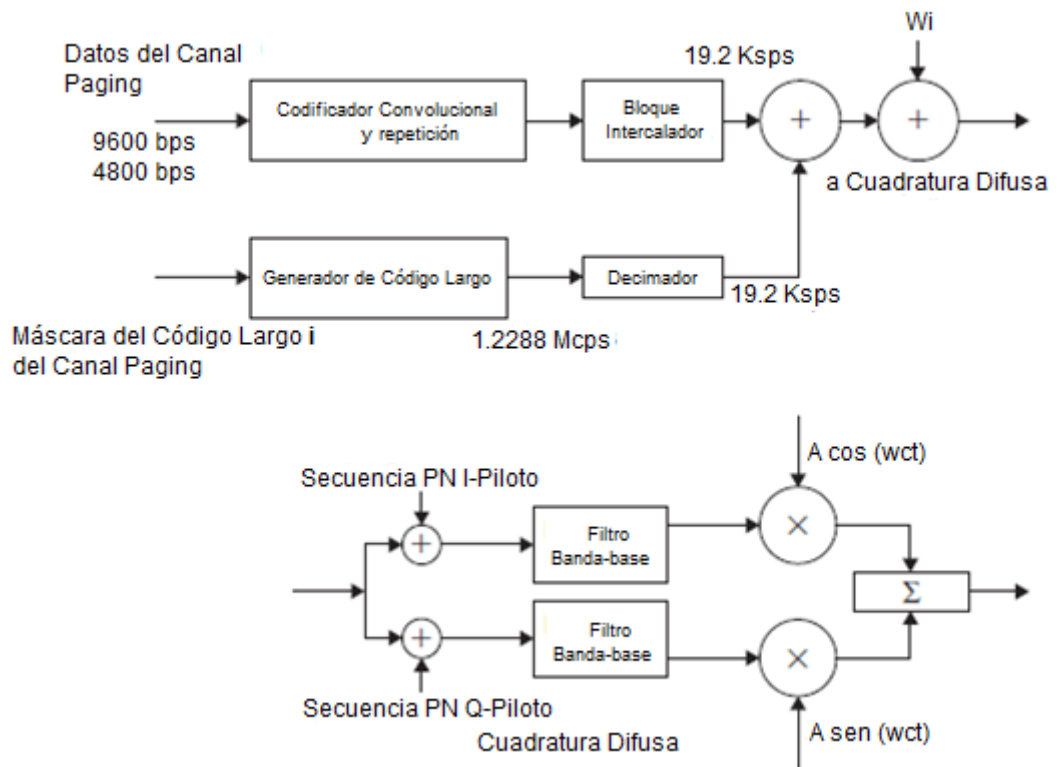 Datos del Canal
Paging
9600 bps
4800 bps
Codificador Convolucional
y repetición
Bloque
Intercalador
19.2 Ksps
Wi
+
+
a Cuadratura Difusa
Generador de Código Largo
Decimador
19.2 Ksps
1.2288 Mcps
Máscara del Código Largo i
del Canal Paging
Secuencia PN I-Piloto
+
Filtro
Banda-base
A cos (wct)
×
Σ
+
Filtro
Banda-base
×
Secuencia PN Q-Piloto
Cuadratura Difusa
A sen (wct)